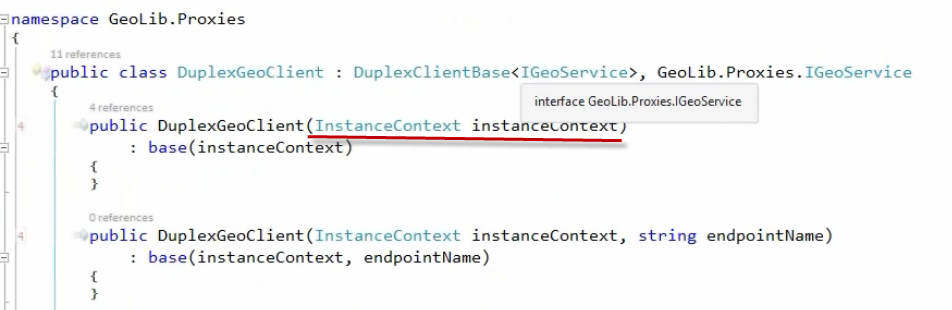 namespace GeoLib.Proxies
{
11 references
public class DuplexGeoClient : DuplexClientBase<IGeoService>, GeoLib.Proxies.IGeoService
{
interface GeoLib.Proxies.IGeoService
4 references
4 public DuplexGeoClient(InstanceContext instanceContext)
: base(instanceContext)
{
}
0 references
4 public DuplexGeoClient(InstanceContext instanceContext, string endpointName)
: base(instanceContext, endpointName)
{
}